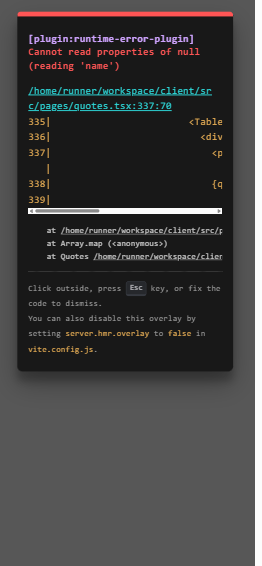 [plugin:runtime-error-plugin]
Cannot read properties of null
(reading 'name')
/home/runner/workspace/client/sr
c/pages/quotes.tsx:337:70
335| <Table
336| <div
337| <p
|
338| {q
339|
at /home/runner/workspace/client/src/p
at Array.map (<anonymous>)
at Quotes /home/runner/workspace/clien
Click outside, press Esc key, or fix the
code to dismiss.
You can also disable this overlay by
setting server.hmr.overlay to false in
vite.config.js.